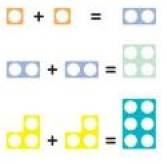 + =
+ =
+ =